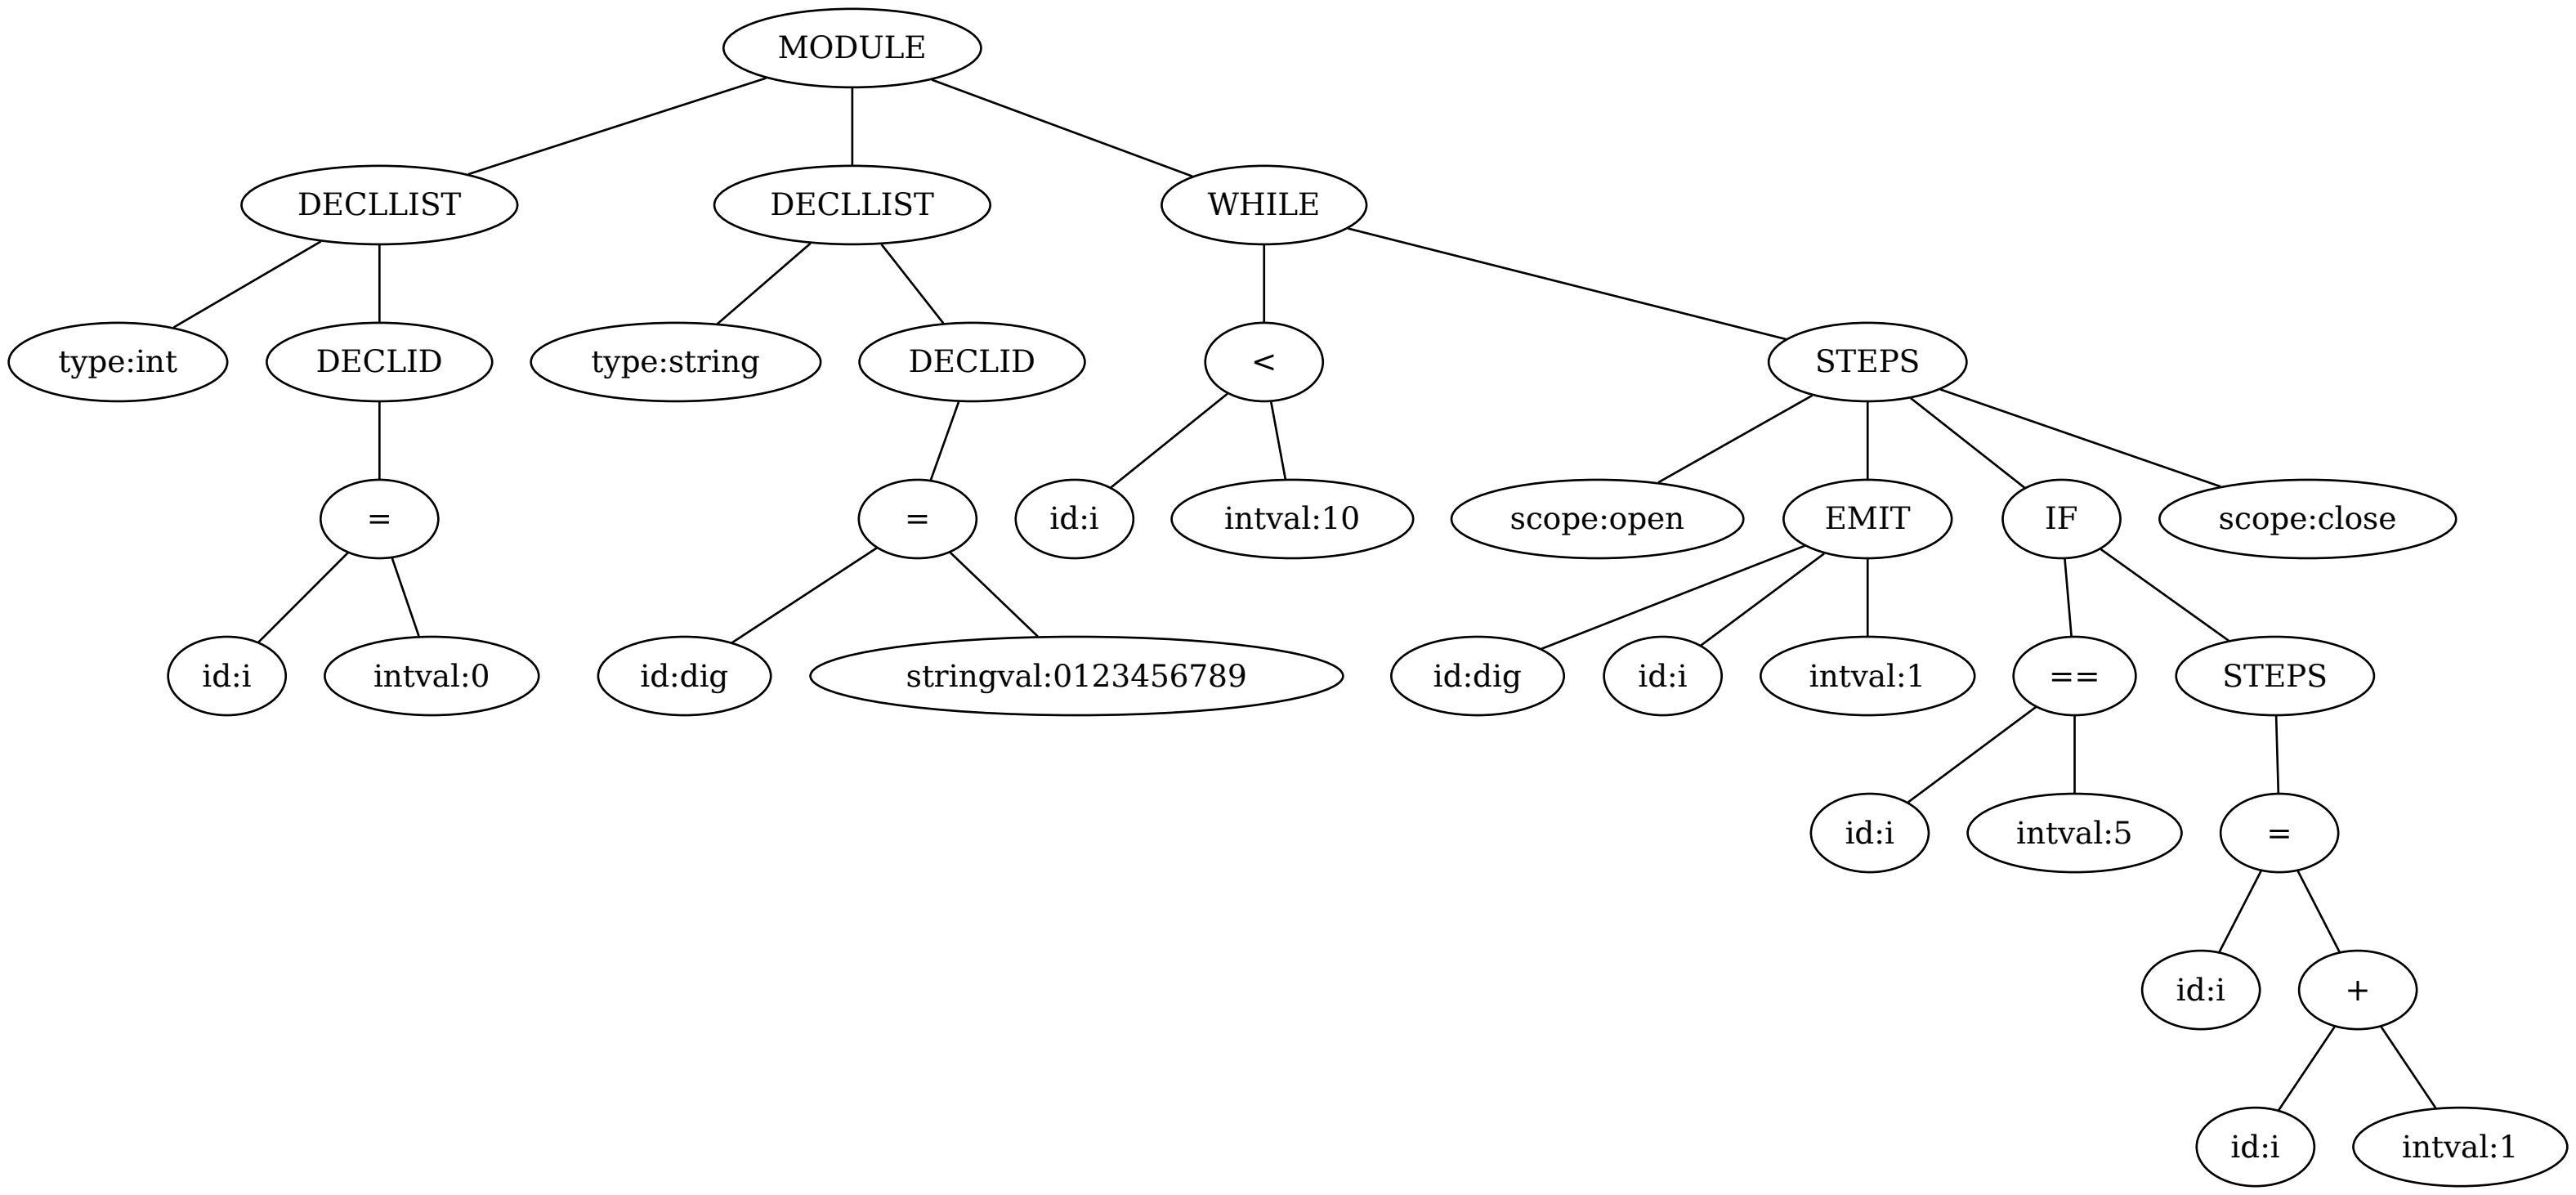 MODULE
DECLLIST DECLLIST WHILE
type:int DECLID type:string DECLID < STEPS
= = id:i intval:10 scope:open EMIT IF scope:close
id:i intval:0 id:dig stringval:0123456789 id:dig id:i intval:1 == STEPS
id:i intval:5 =
id:i +
id:i intval:1